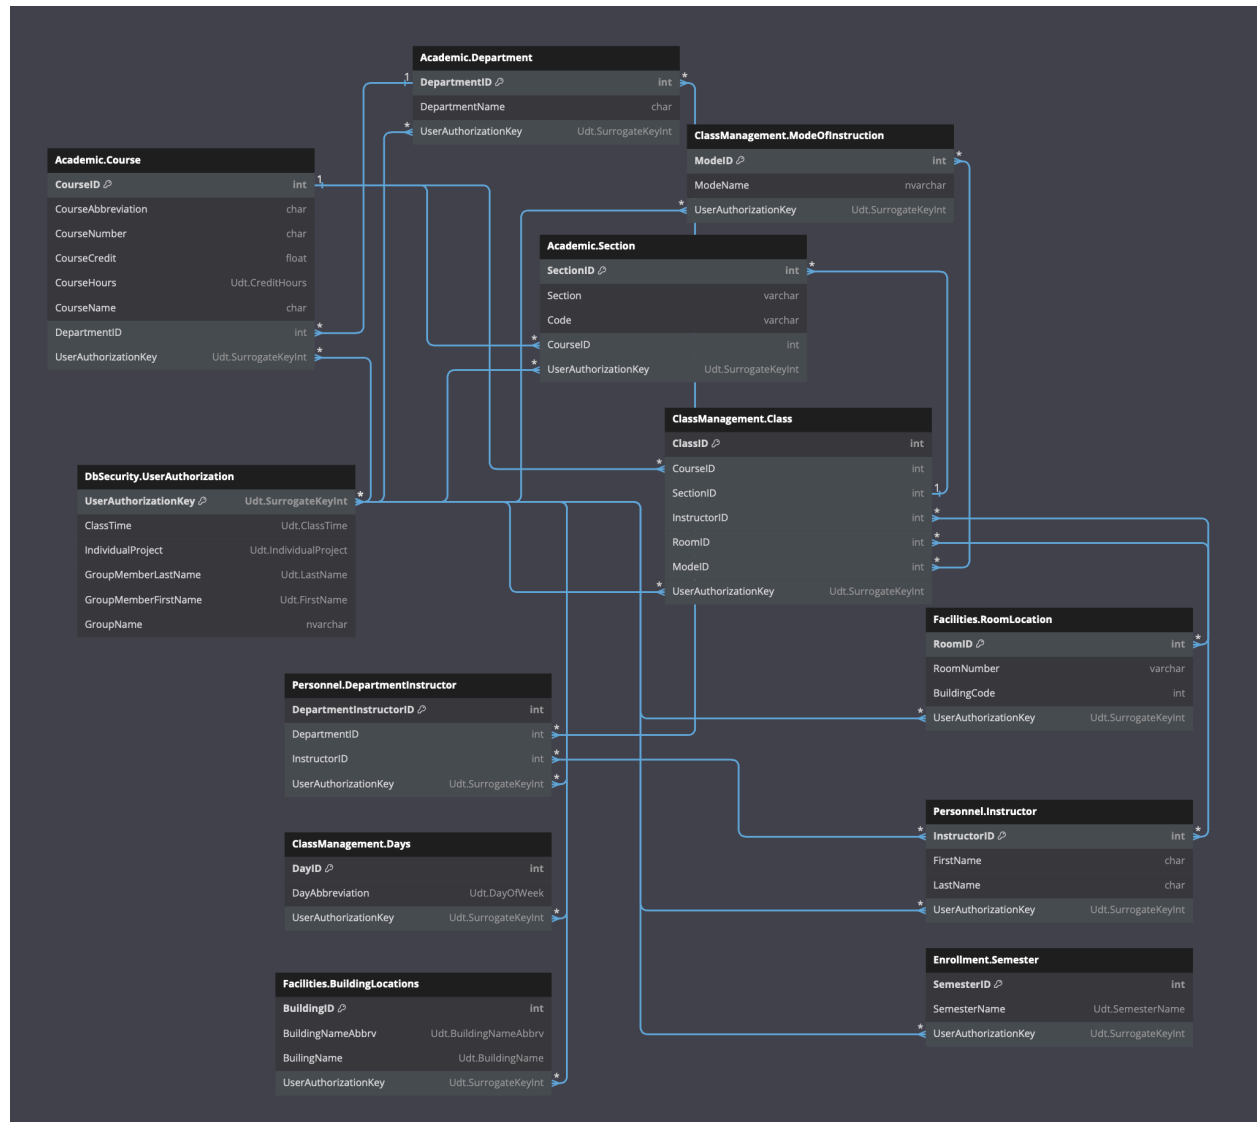 Academic.Department
DepartmentID int
DepartmentName char
UserAuthorizationKey Udt.SurrogateKeyInt
1
*
*
ClassManagement.ModeOfInstruction
ModeID int
ModeName nvarchar
UserAuthorizationKey Udt.SurrogateKeyInt
*
*
Academic.Course
CourseID int
CourseAbbreviation char
CourseNumber char
CourseCredit float
CourseHours Udt.CreditHours
CourseName char
DepartmentID int
UserAuthorizationKey Udt.SurrogateKeyInt
1
*
*
Academic.Section
SectionID int
Section varchar
Code varchar
CourseID int
UserAuthorizationKey Udt.SurrogateKeyInt
*
*
*
ClassManagement.Class
ClassID int
CourseID int
SectionID int
InstructorID int
RoomID int
ModeID int
UserAuthorizationKey Udt.SurrogateKeyInt
*
1
*
*
*
*
DbSecurity.UserAuthorization
UserAuthorizationKey Udt.SurrogateKeyInt
ClassTime Udt.ClassTime
IndividualProject Udt.IndividualProject
GroupMemberLastName Udt.LastName
GroupMemberFirstName Udt.FirstName
GroupName nvarchar
*
Facilities.RoomLocation
RoomID int
RoomNumber varchar
BuildingCode int
UserAuthorizationKey Udt.SurrogateKeyInt
*
*
Personnel.DepartmentInstructor
DepartmentInstructorID int
DepartmentID int
InstructorID int
UserAuthorizationKey Udt.SurrogateKeyInt
*
*
*
Personnel.Instructor
InstructorID int
FirstName char
LastName char
UserAuthorizationKey Udt.SurrogateKeyInt
*
*
*
ClassManagement.Days
DayID int
DayAbbreviation Udt.DayOfWeek
UserAuthorizationKey Udt.SurrogateKeyInt
*
Enrollment.Semester
SemesterID int
SemesterName Udt.SemesterName
UserAuthorizationKey Udt.SurrogateKeyInt
*
Facilities.BuildingLocations
BuildingID int
BuildingNameAbbrv Udt.BuildingNameAbbrv
BuilingName Udt.BuildingName
UserAuthorizationKey Udt.SurrogateKeyInt
*